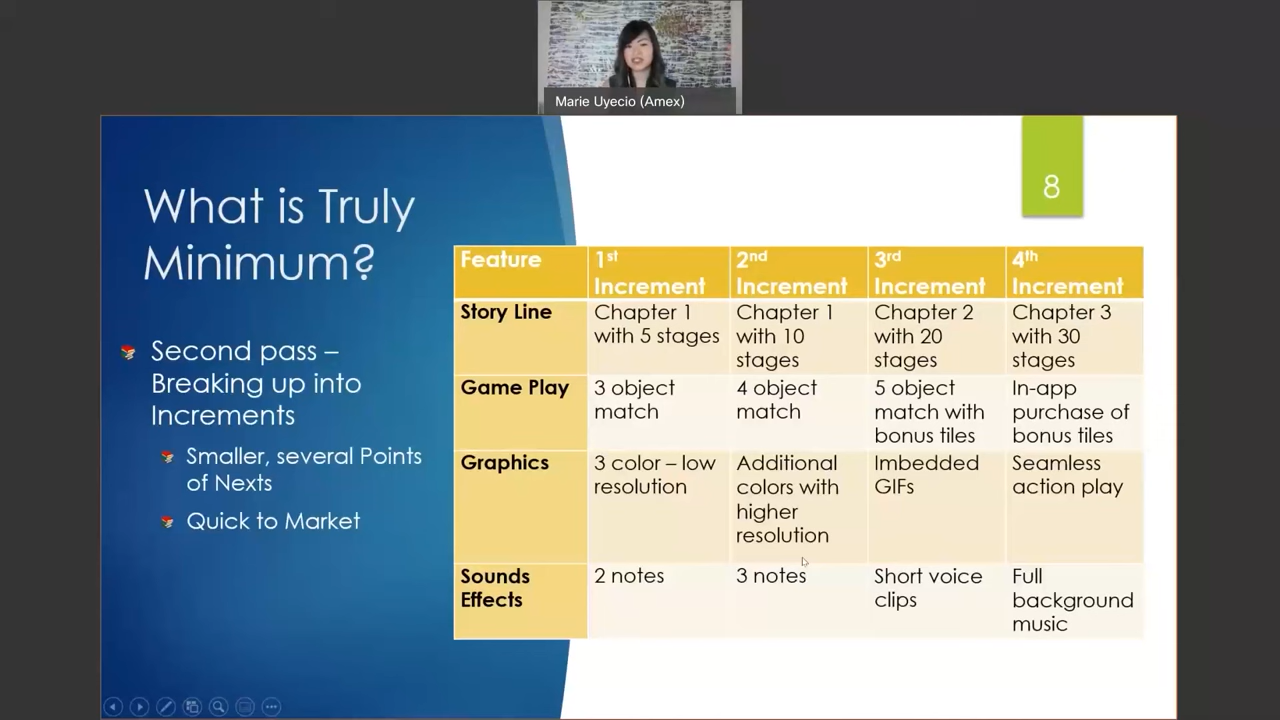 Marie Uyecio (Amex)
8
What is Truly
Minimum?
Second pass –
Breaking up into
Increments
Smaller, several Points
of Nexts
Quick to Market
Feature
1st
Increment
2nd
Increment
3rd
Increment
4th
Increment
Story Line
Chapter 1
with 5 stages
Chapter 1
with 10
stages
Chapter 2
with 20
stages
Chapter 3
with 30
stages
Game Play
3 object
match
4 object
match
5 object
match with
bonus tiles
In-app
purchase of
bonus tiles
Graphics
3 color – low
resolution
Additional
colors with
higher
resolution
Imbedded
GIFs
Seamless
action play
Sounds
Effects
2 notes
3 notes
Short voice
clips
Full
background
music